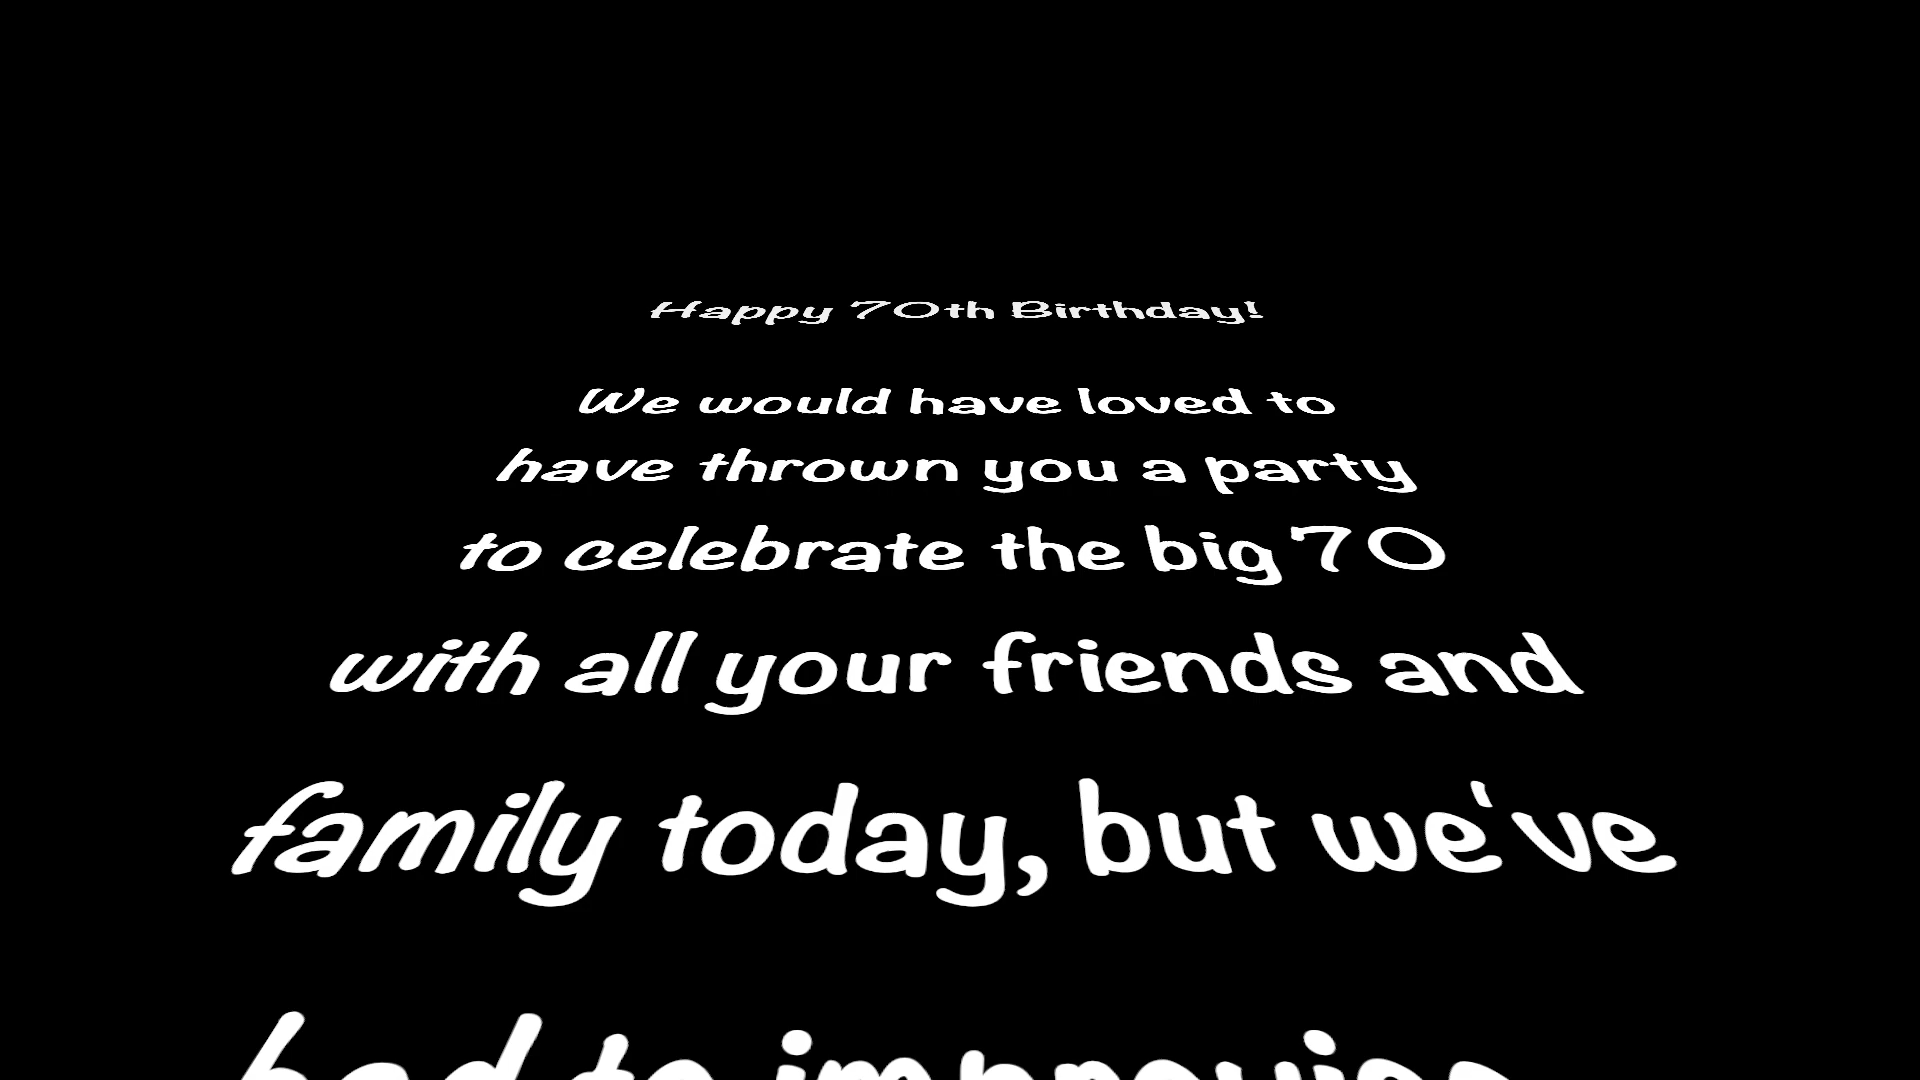 Happy 70th Birthday!
We would have loved to
have thrown you a party
to celebrate the big 70
with all your friends and
family today, but we've
had to improvise